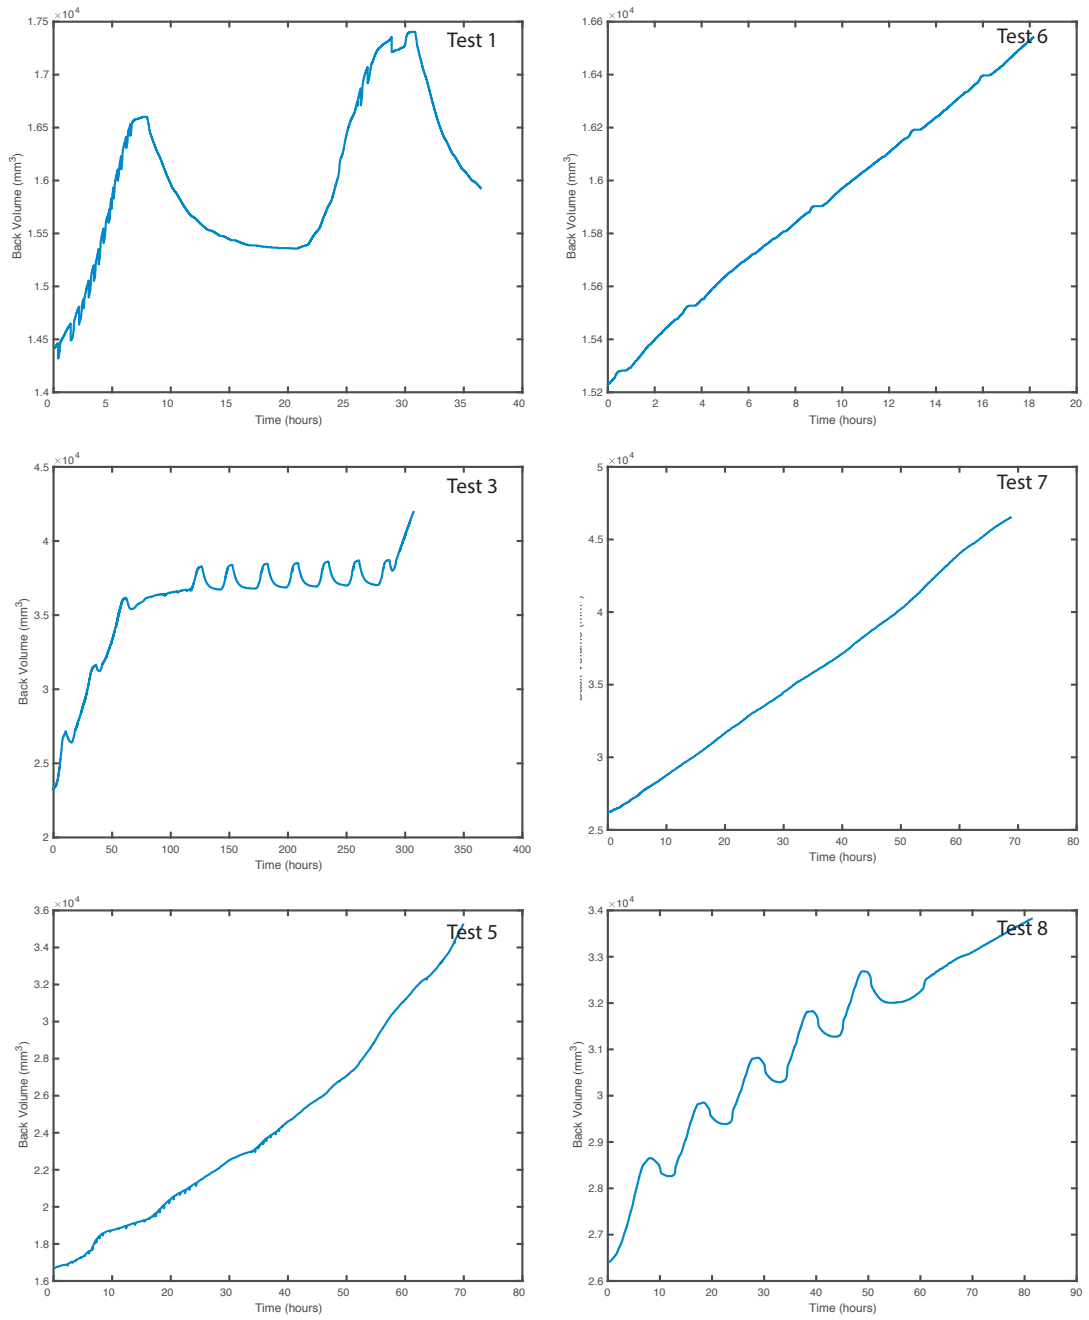 ×10⁴
Test 1
1.75
1.7
1.65
1.6
1.55
1.5
1.45
1.4
Back Volume (mm³)
0 5 10 15 20 25 30 35 40
Time (hours)
×10⁴
Test 6
1.66
1.64
1.62
1.6
1.58
1.56
1.54
1.52
Back Volume (mm³)
0 2 4 6 8 10 12 14 16 18 20
Time (hours)
×10⁴
Test 3
4.5
4
3.5
3
2.5
2
Back Volume (mm³)
0 50 100 150 200 250 300 350 400
Time (hours)
×10⁴
Test 7
5
4.5
4
3.5
3
2.5
0 10 20 30 40 50 60 70 80
Time (hours)
×10⁴
Test 5
3.6
3.4
3.2
3
2.8
2.6
2.4
2.2
2
1.8
1.6
Back Volume (mm³)
0 10 20 30 40 50 60 70 80
Time (hours)
×10⁴
Test 8
3.4
3.3
3.2
3.1
3
2.9
2.8
2.7
2.6
Back Volume (mm³)
0 10 20 30 40 50 60 70 80 90
Time (hours)